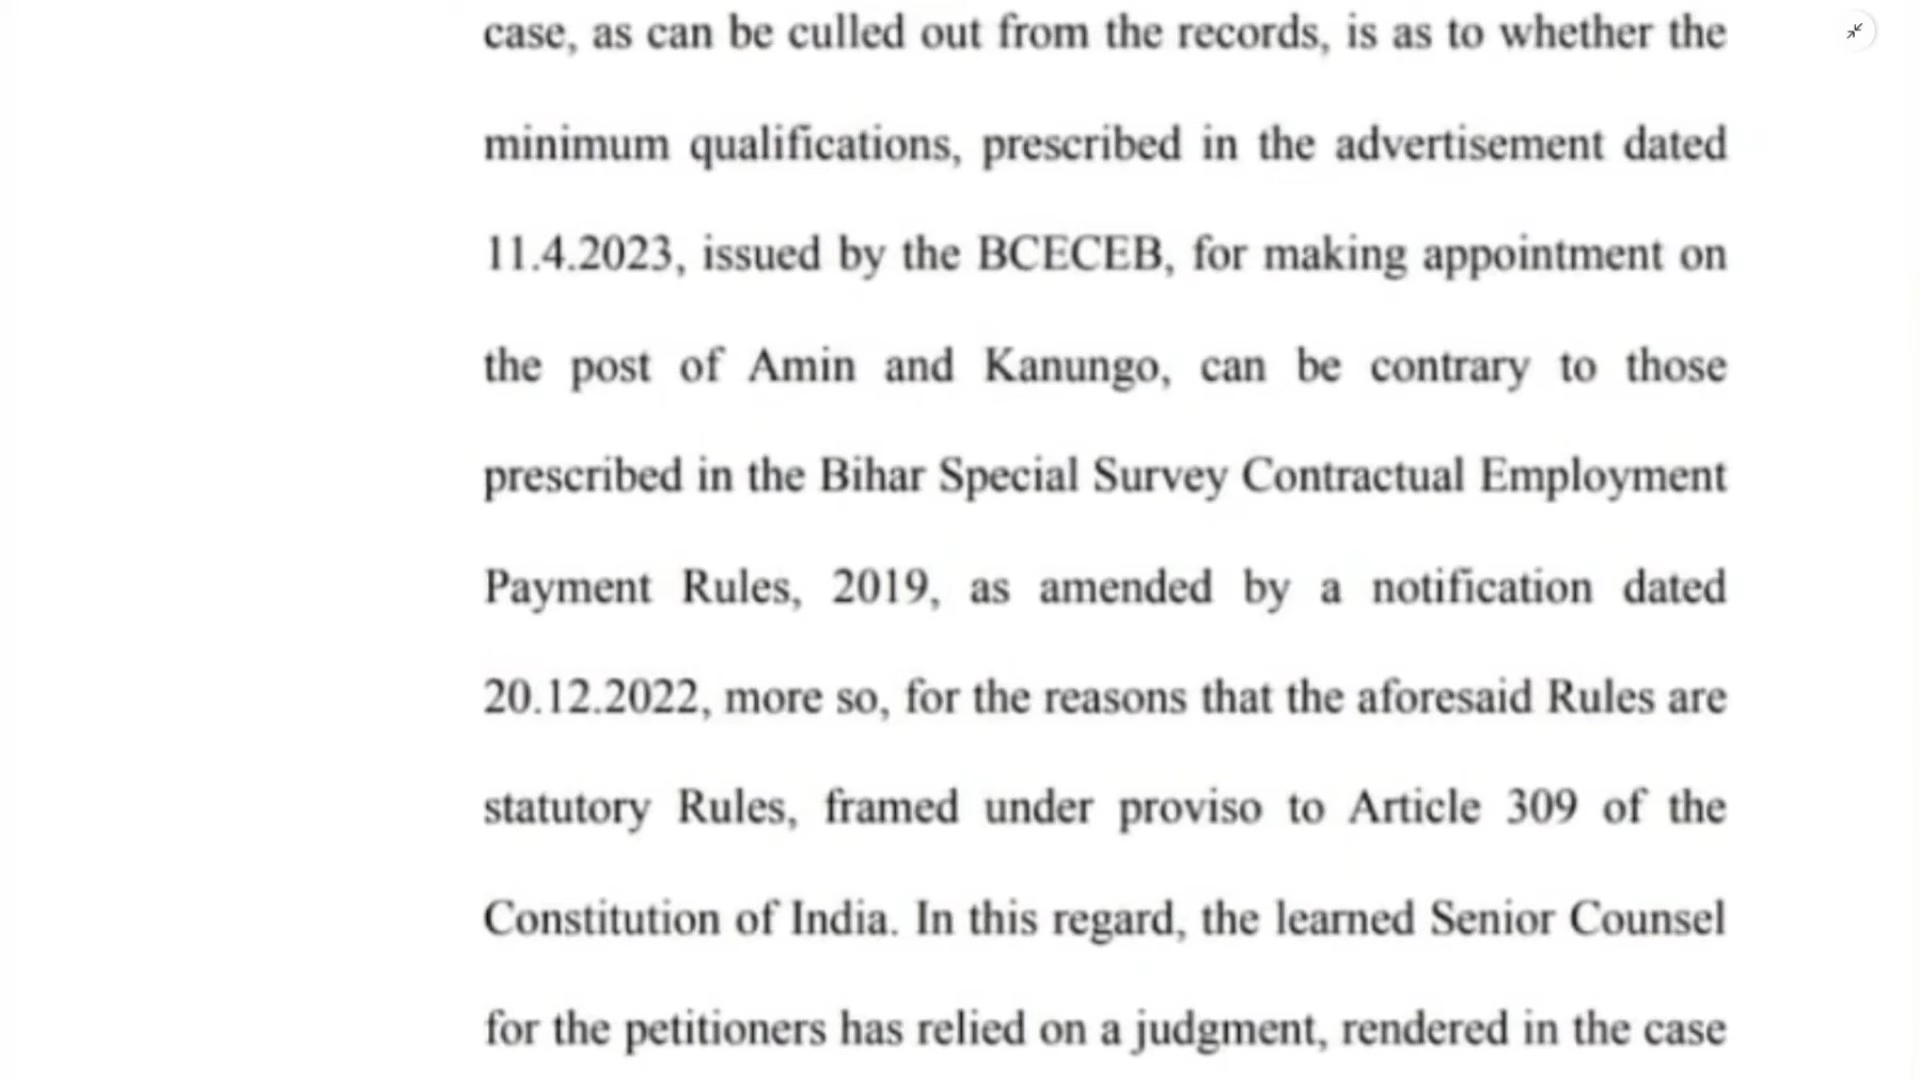 case, as can be culled out from the records, is as to whether the
minimum qualifications, prescribed in the advertisement dated
11.4.2023, issued by the BCECEB, for making appointment on
the post of Amin and Kanungo, can be contrary to those
prescribed in the Bihar Special Survey Contractual Employment
Payment Rules, 2019, as amended by a notification dated
20.12.2022, more so, for the reasons that the aforesaid Rules are
statutory Rules, framed under proviso to Article 309 of the
Constitution of India. In this regard, the learned Senior Counsel
for the petitioners has relied on a judgment, rendered in the case